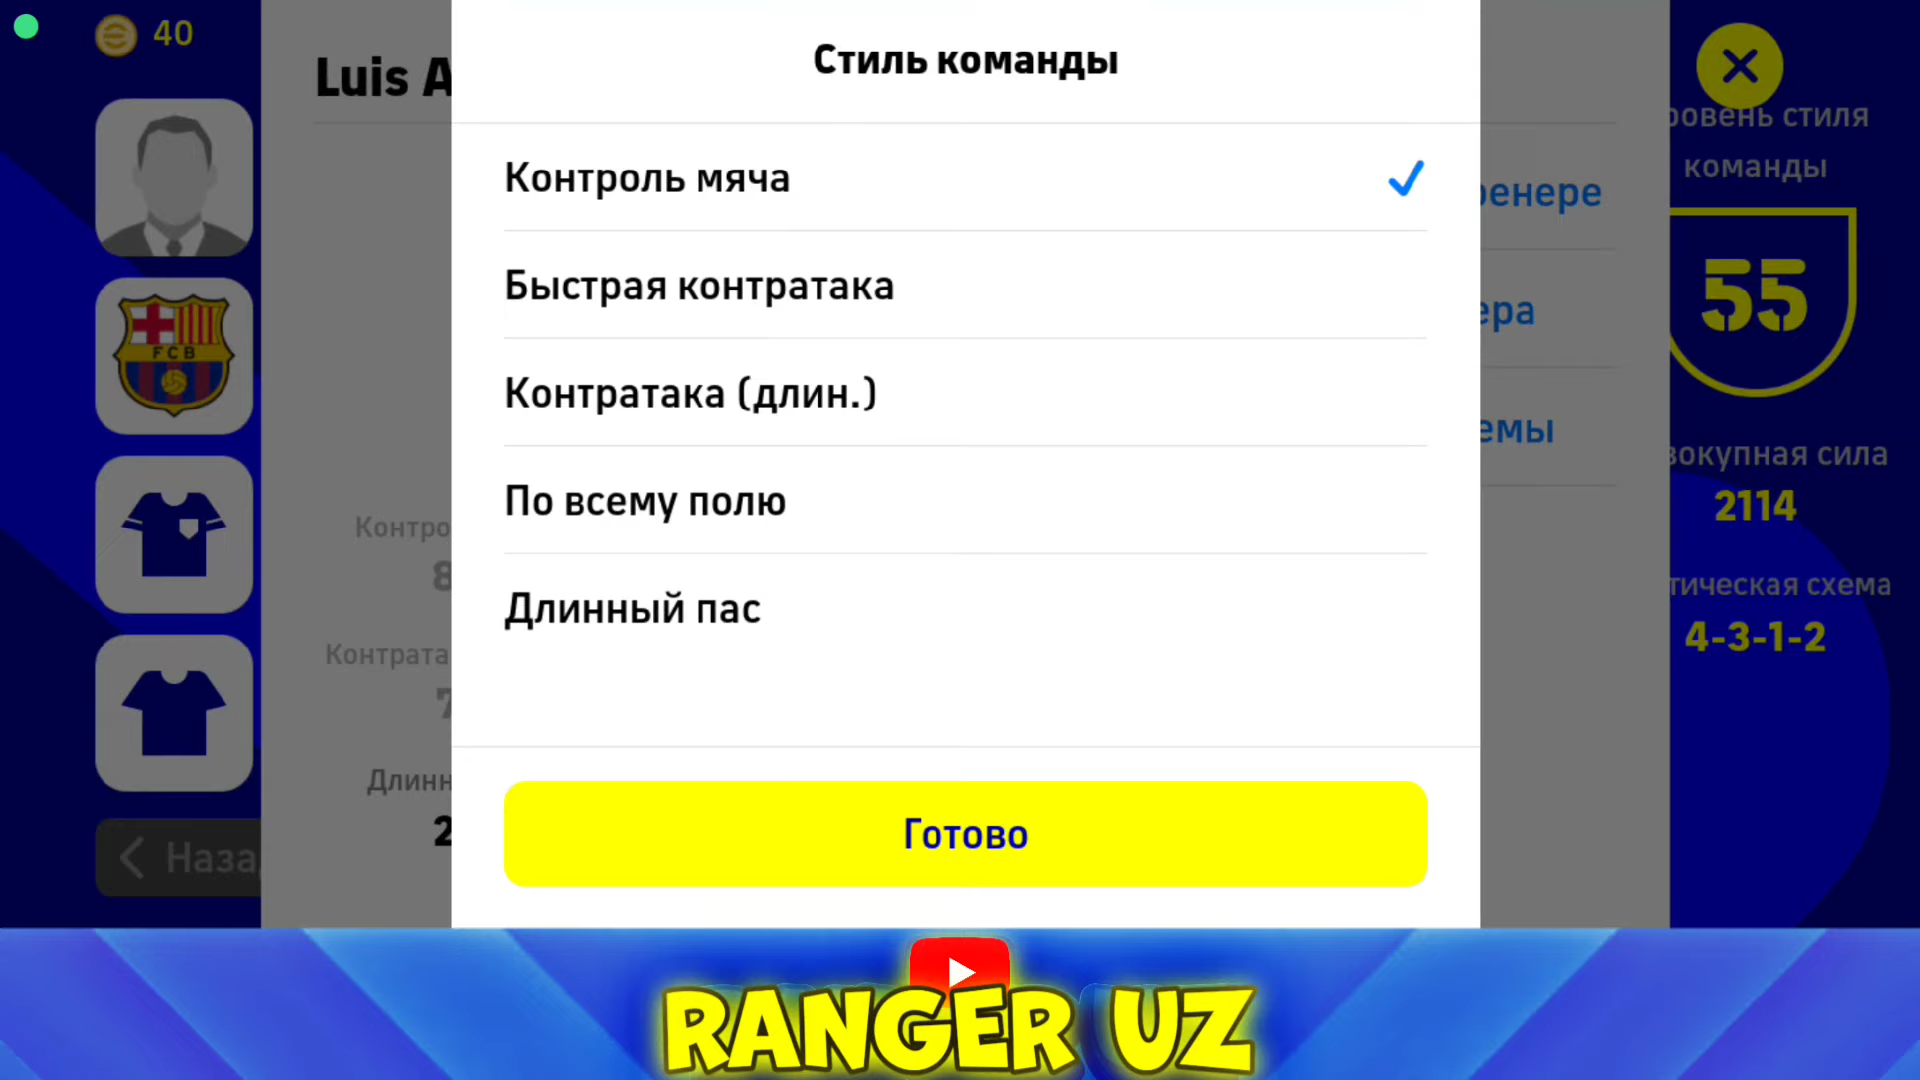 40
Luis A
Стиль команды
Контроль мяча
Быстрая контратака
Контратака (длин.)
По всему полю
Длинный пас
Готово
FCB
Контро
8
Контрата
7
Длинн
2
Наза
ренере
ера
емы
ровень стиля
команды
55
вокупная сила
2114
тическая схема
4-3-1-2
RANGER UZ